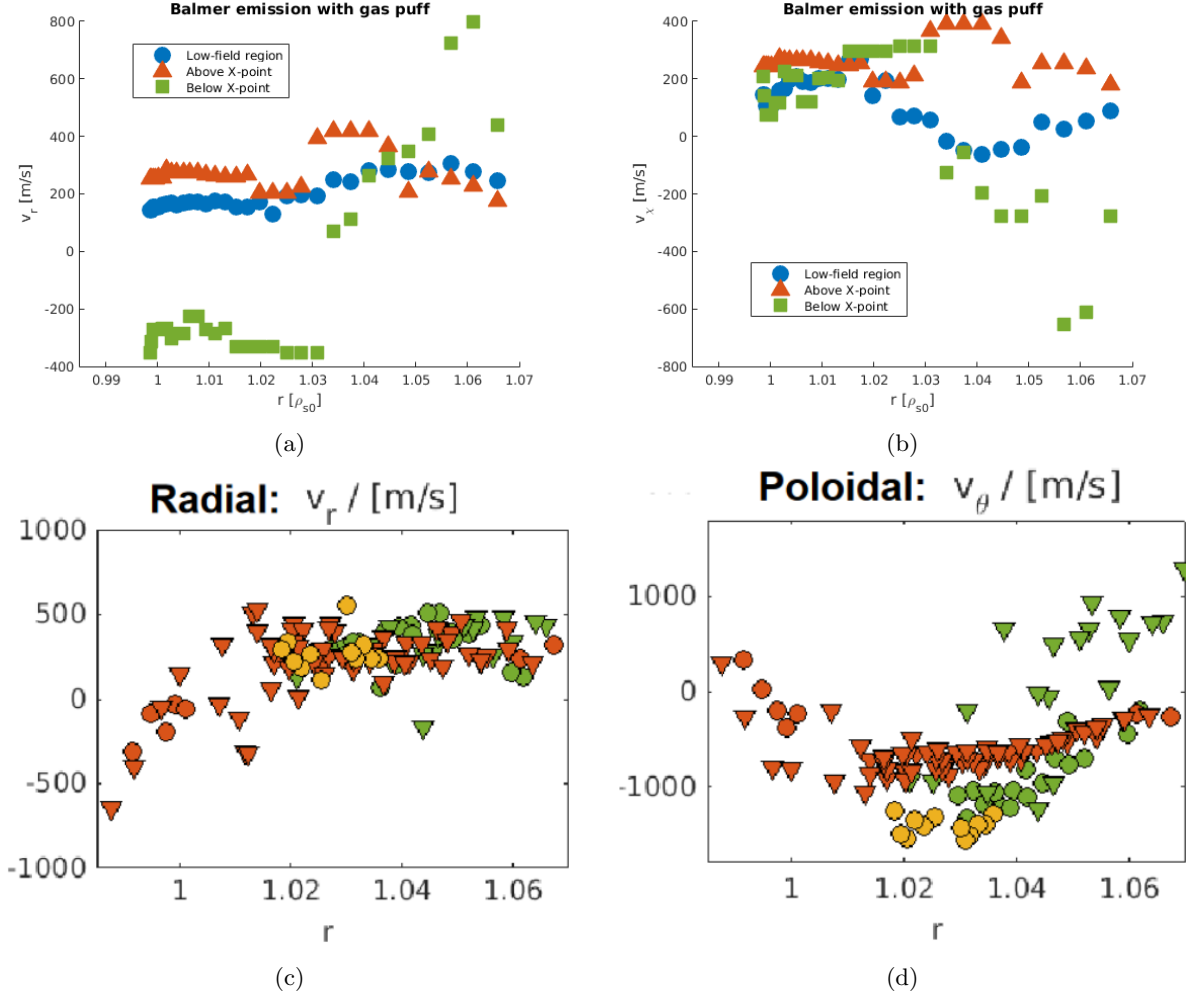 Balmer emission with gas puff
800
600
400
200
0
-200
-400
v_r [m/s]
Low-field region
Above X-point
Below X-point
0.99 1 1.01 1.02 1.03 1.04 1.05 1.06 1.07
r [ρ_s0]
(a)
Balmer emission with gas puff
400
200
0
-200
-400
-600
-800
v_χ [m/s]
Low-field region
Above X-point
Below X-point
0.99 1 1.01 1.02 1.03 1.04 1.05 1.06 1.07
r [ρ_s0]
(b)
Radial: v_r / [m/s]
1000
500
0
-500
-1000
1 1.02 1.04 1.06
r
(c)
Poloidal: v_θ / [m/s]
1000
0
-1000
1 1.02 1.04 1.06
r
(d)